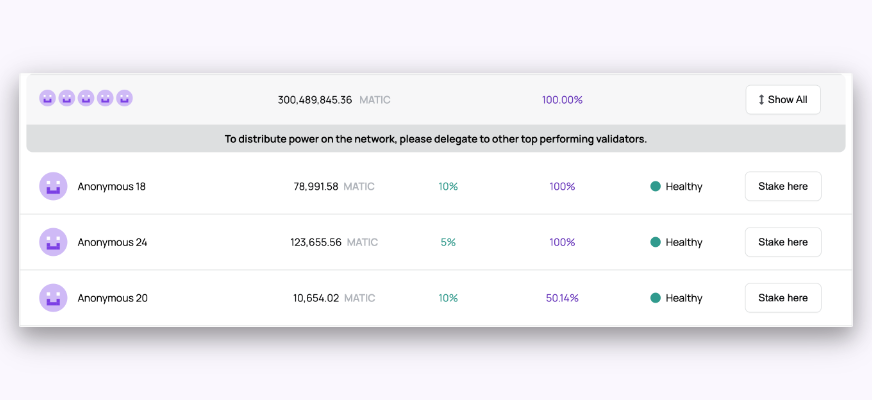 300,489,845.36 MATIC 100.00% Show All
To distribute power on the network, please delegate to other top performing validators.
Anonymous 18 78,991.58 MATIC 10% 100% Healthy Stake here
Anonymous 24 123,655.56 MATIC 5% 100% Healthy Stake here
Anonymous 20 10,654.02 MATIC 10% 50.14% Healthy Stake here